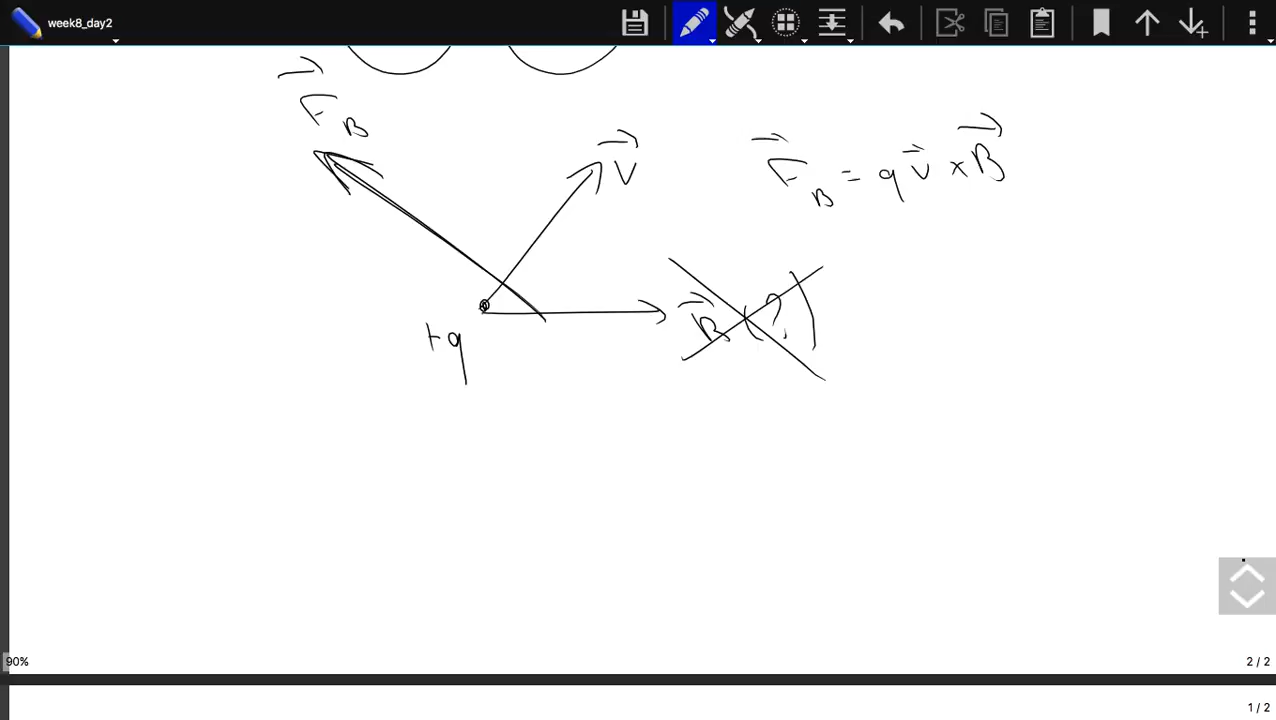 week8_day2
F_B
V
F_B = qv × B
B (?)
+q
90%
2 / 2
1 / 2